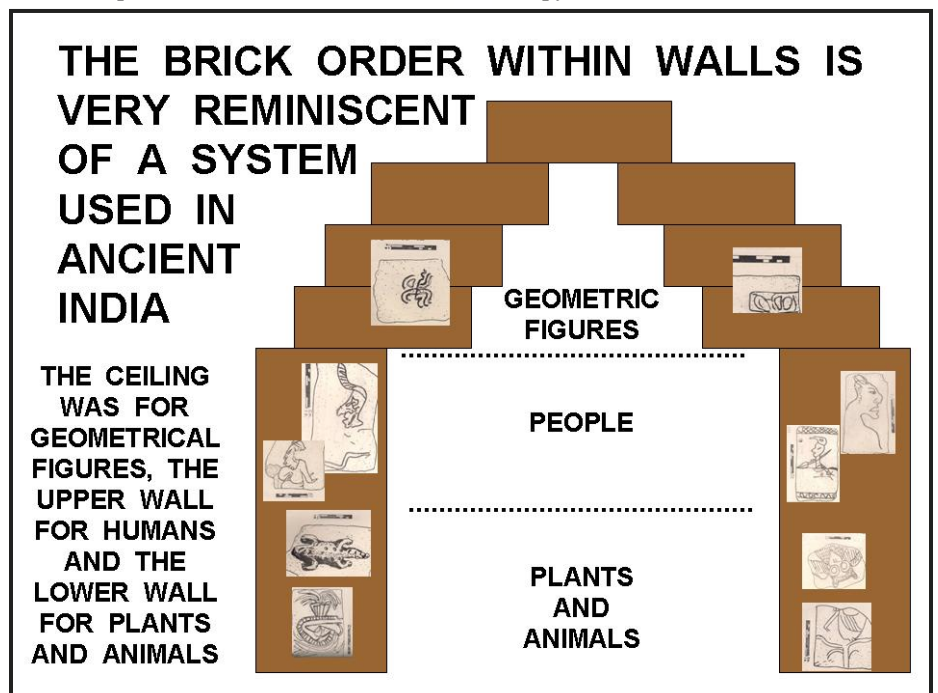 THE BRICK ORDER WITHIN WALLS IS
VERY REMINISCENT
OF A SYSTEM
USED IN
ANCIENT
INDIA
GEOMETRIC
FIGURES
THE CEILING
WAS FOR
GEOMETRICAL
FIGURES, THE
UPPER WALL
FOR HUMANS
AND THE
LOWER WALL
FOR PLANTS
AND ANIMALS
PEOPLE
PLANTS
AND
ANIMALS